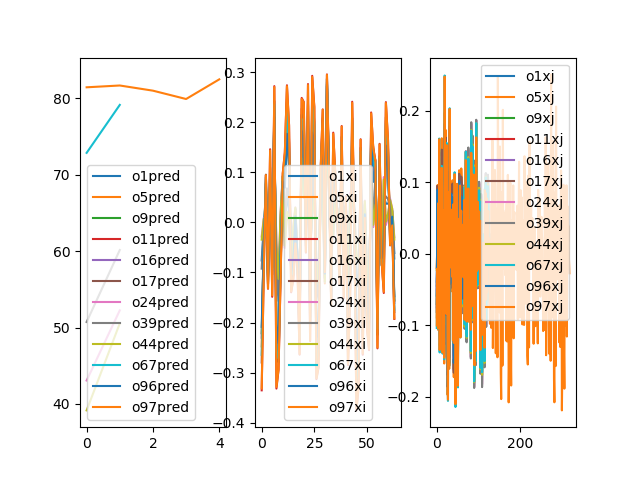 80
70
60
50
40
0
2
4
o1pred
o5pred
o9pred
o11pred
o16pred
o17pred
o24pred
o39pred
o44pred
o67pred
o96pred
o97pred
0.3
0.2
0.1
0.0
−0.1
−0.2
−0.3
−0.4
0
25
50
o1xi
o5xi
o9xi
o11xi
o16xi
o17xi
o24xi
o39xi
o44xi
o67xi
o96xi
o97xi
0.2
0.1
0.0
−0.1
−0.2
0
200
o1xj
o5xj
o9xj
o11xj
o16xj
o17xj
o24xj
o39xj
o44xj
o67xj
o96xj
o97xj